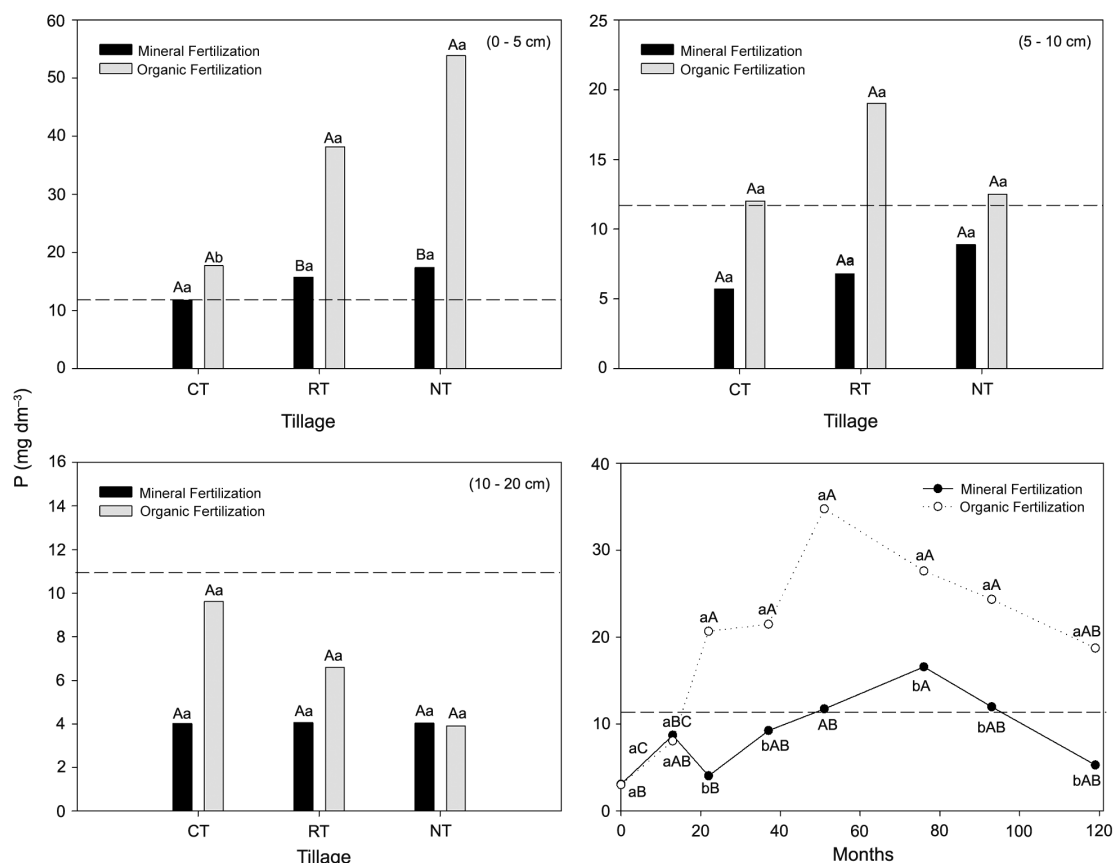 P (mg dm⁻³)
60
50
40
30
20
10
0
Mineral Fertilization
Organic Fertilization
(0 - 5 cm)
Aa
Ab
Ba
Aa
Ba
Aa
CT
RT
NT
Tillage
25
20
15
10
5
0
Mineral Fertilization
Organic Fertilization
(5 - 10 cm)
Aa
Aa
Aa
Aa
Aa
Aa
CT
RT
NT
Tillage
16
14
12
10
8
6
4
2
0
Mineral Fertilization
Organic Fertilization
(10 - 20 cm)
Aa
Aa
Aa
Aa
Aa
Aa
CT
RT
NT
Tillage
40
30
20
10
0
Mineral Fertilization
Organic Fertilization
aA
aA
aA
aA
aA
aAB
aC
aBC
aB
aAB
bB
bAB
AB
bA
bAB
bAB
0
20
40
60
80
100
120
Months